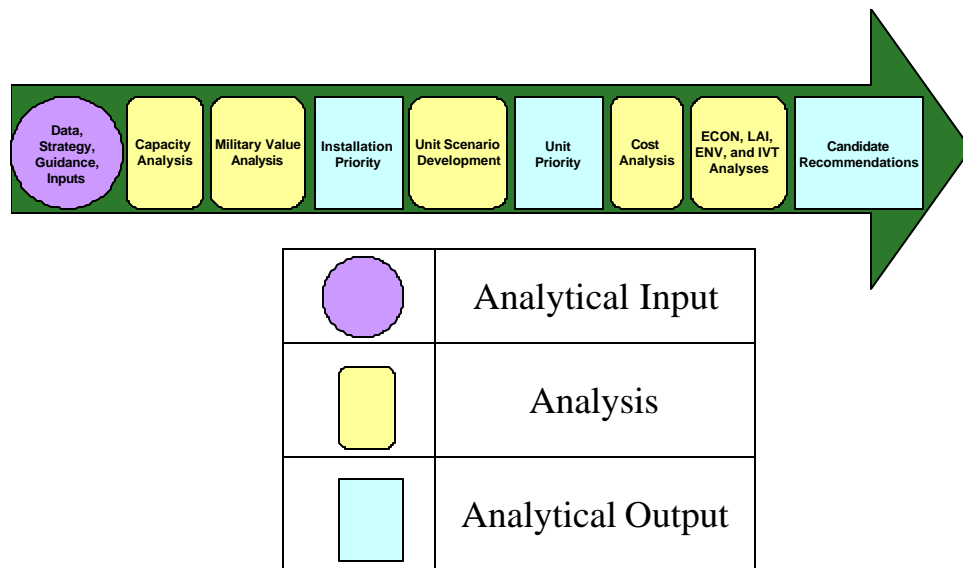 Data,
Strategy,
Guidance,
Inputs
Capacity
Analysis
Military Value
Analysis
Installation
Priority
Unit Scenario
Development
Unit
Priority
Cost
Analysis
ECON, LAI,
ENV, and IVT
Analyses
Candidate
Recommendations
Analytical Input
Analysis
Analytical Output